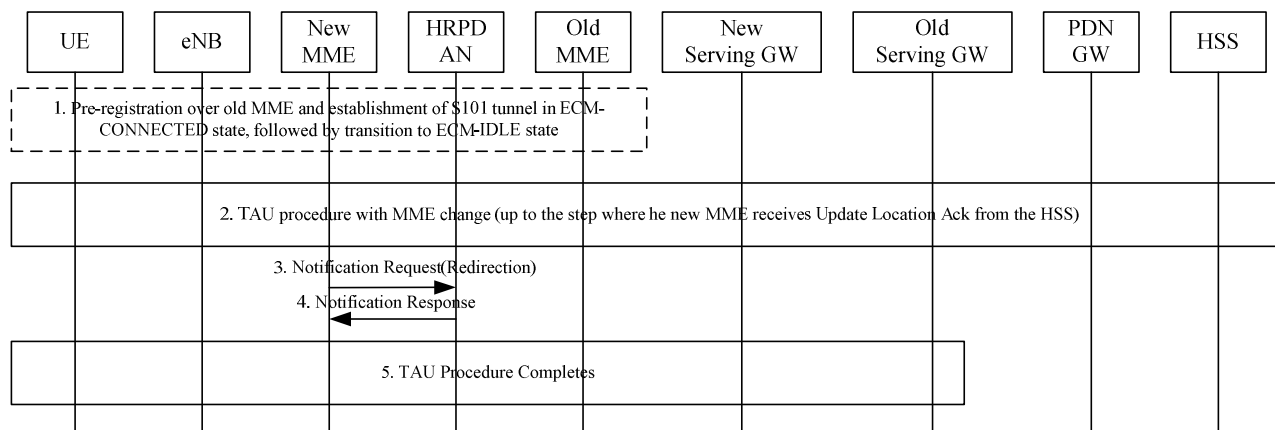 UE
eNB
New
MME
HRPD
AN
Old
MME
New
Serving GW
Old
Serving GW
PDN
GW
HSS
1. Pre-registration over old MME and establishment of S101 tunnel in ECM-
CONNECTED state, followed by transition to ECM-IDLE state
2. TAU procedure with MME change (up to the step where he new MME receives Update Location Ack from the HSS)
3. Notification Request(Redirection)
4. Notification Response
5. TAU Procedure Completes